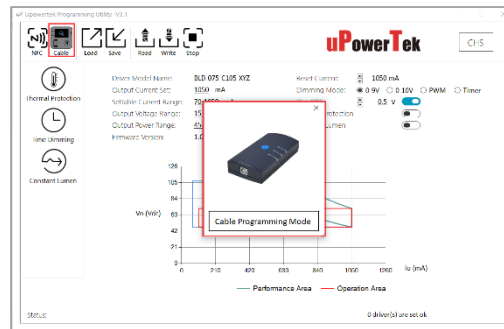 Upowertek Programming Utility -V3.1
uPowerTek
CHS
NFC Cable Load Save Read Write Stop
Driver Model Name: BLD 075 C105 XYZ
Reset Current: 1050 mA
Output Current Set: 1050 mA
Dimming Mode: 0 9V 0 10V PWM Timer
Settable Current Range:
0.5 V
Output Voltage Range:
Output Power Range:
Firmware Version: 1.0
Thermal Protection
Time Dimming
Constant Lumen
Cable Programming Mode
Vo (Vdc)
126
105
84
63
42
21
0 210 420 630 840 1050 1260 Io (mA)
Performance Area Operation Area
Status: 0 driver(s) are set ok